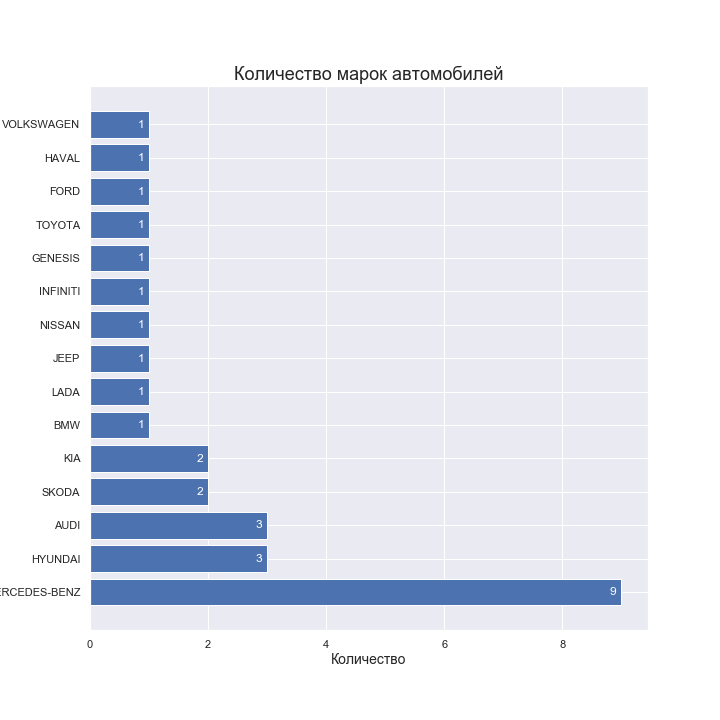 Количество марок автомобилей
VOLKSWAGEN 1
HAVAL 1
FORD 1
TOYOTA 1
GENESIS 1
INFINITI 1
NISSAN 1
JEEP 1
LADA 1
BMW 1
KIA 2
SKODA 2
AUDI 3
HYUNDAI 3
ERCEDES-BENZ 9
0 2 4 6 8
Количество